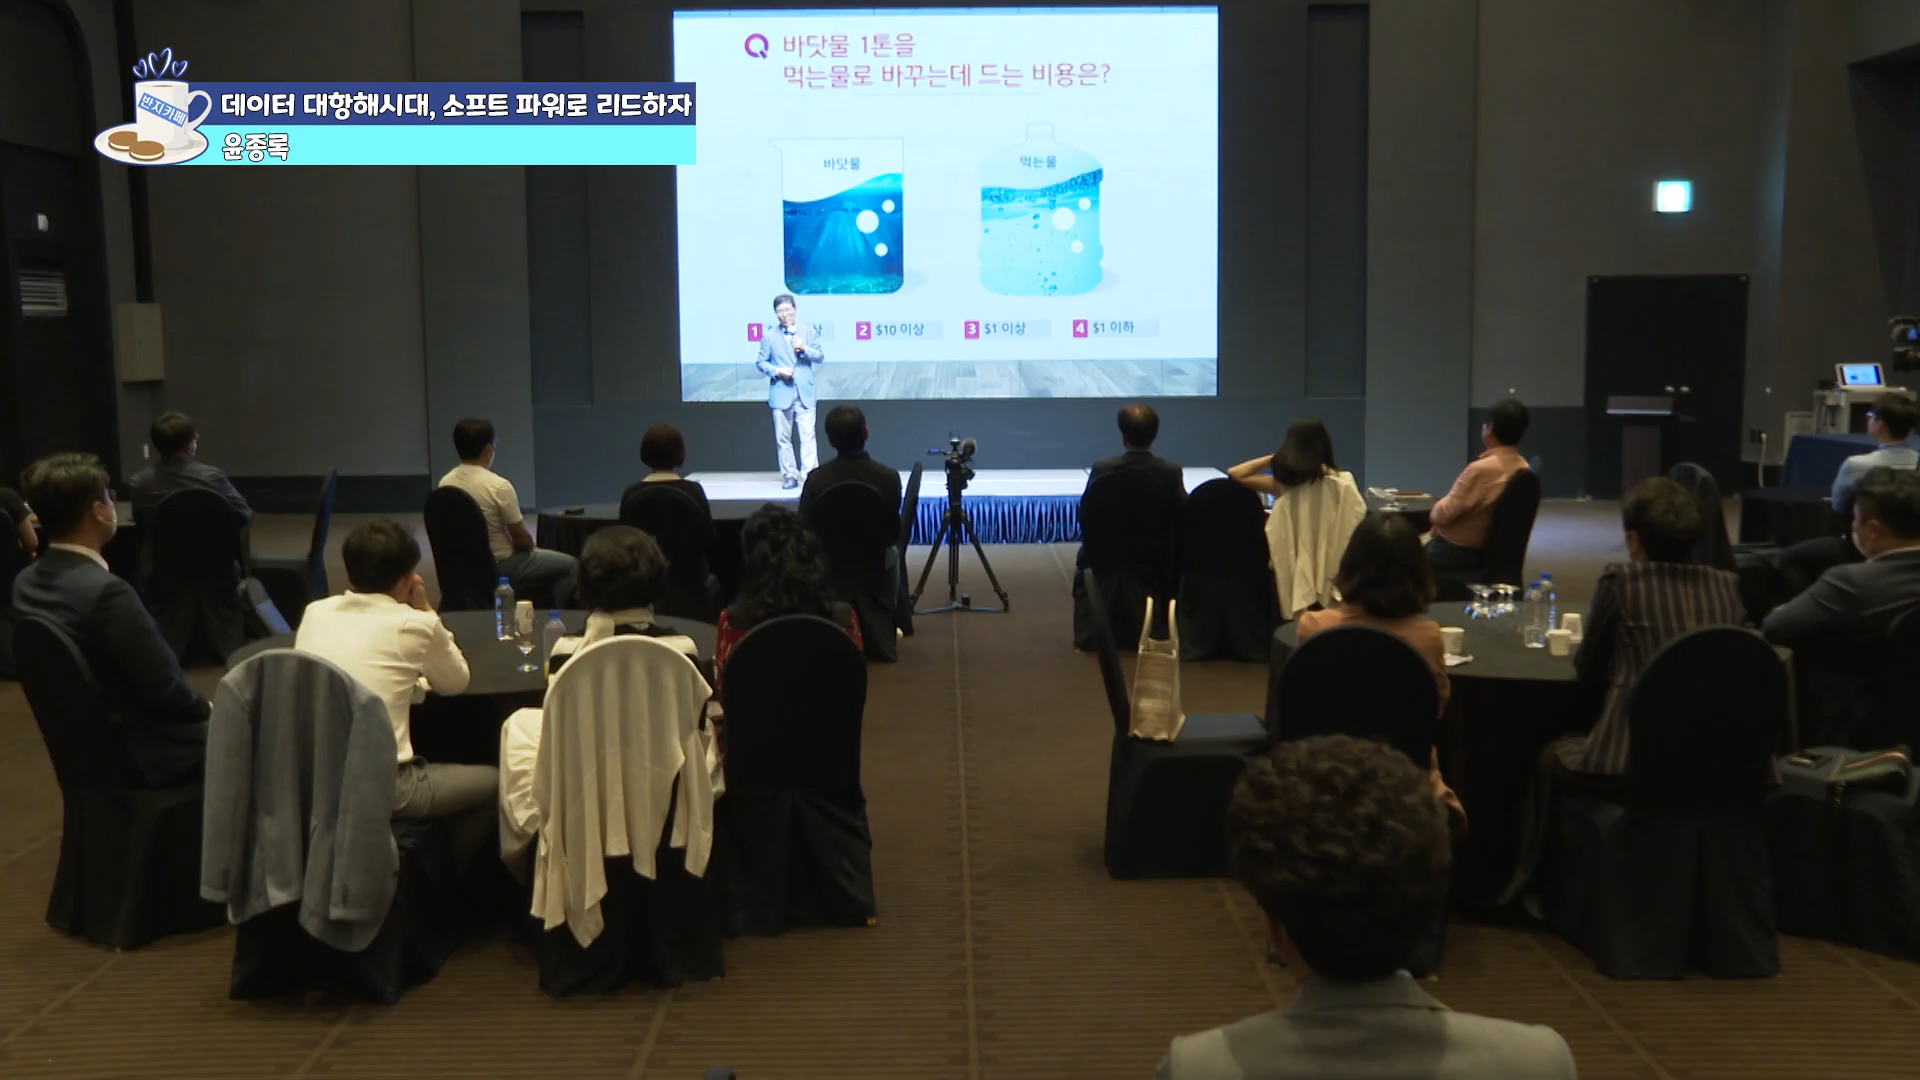 반지카페
데이터 대항해시대, 소프트 파워로 리드하자
윤종록
Q 바닷물 1톤을
먹는물로 바꾸는데 드는 비용은?
바닷물
먹는물
1 상
2 $10 이상
3 $1 이상
4 $1 이하